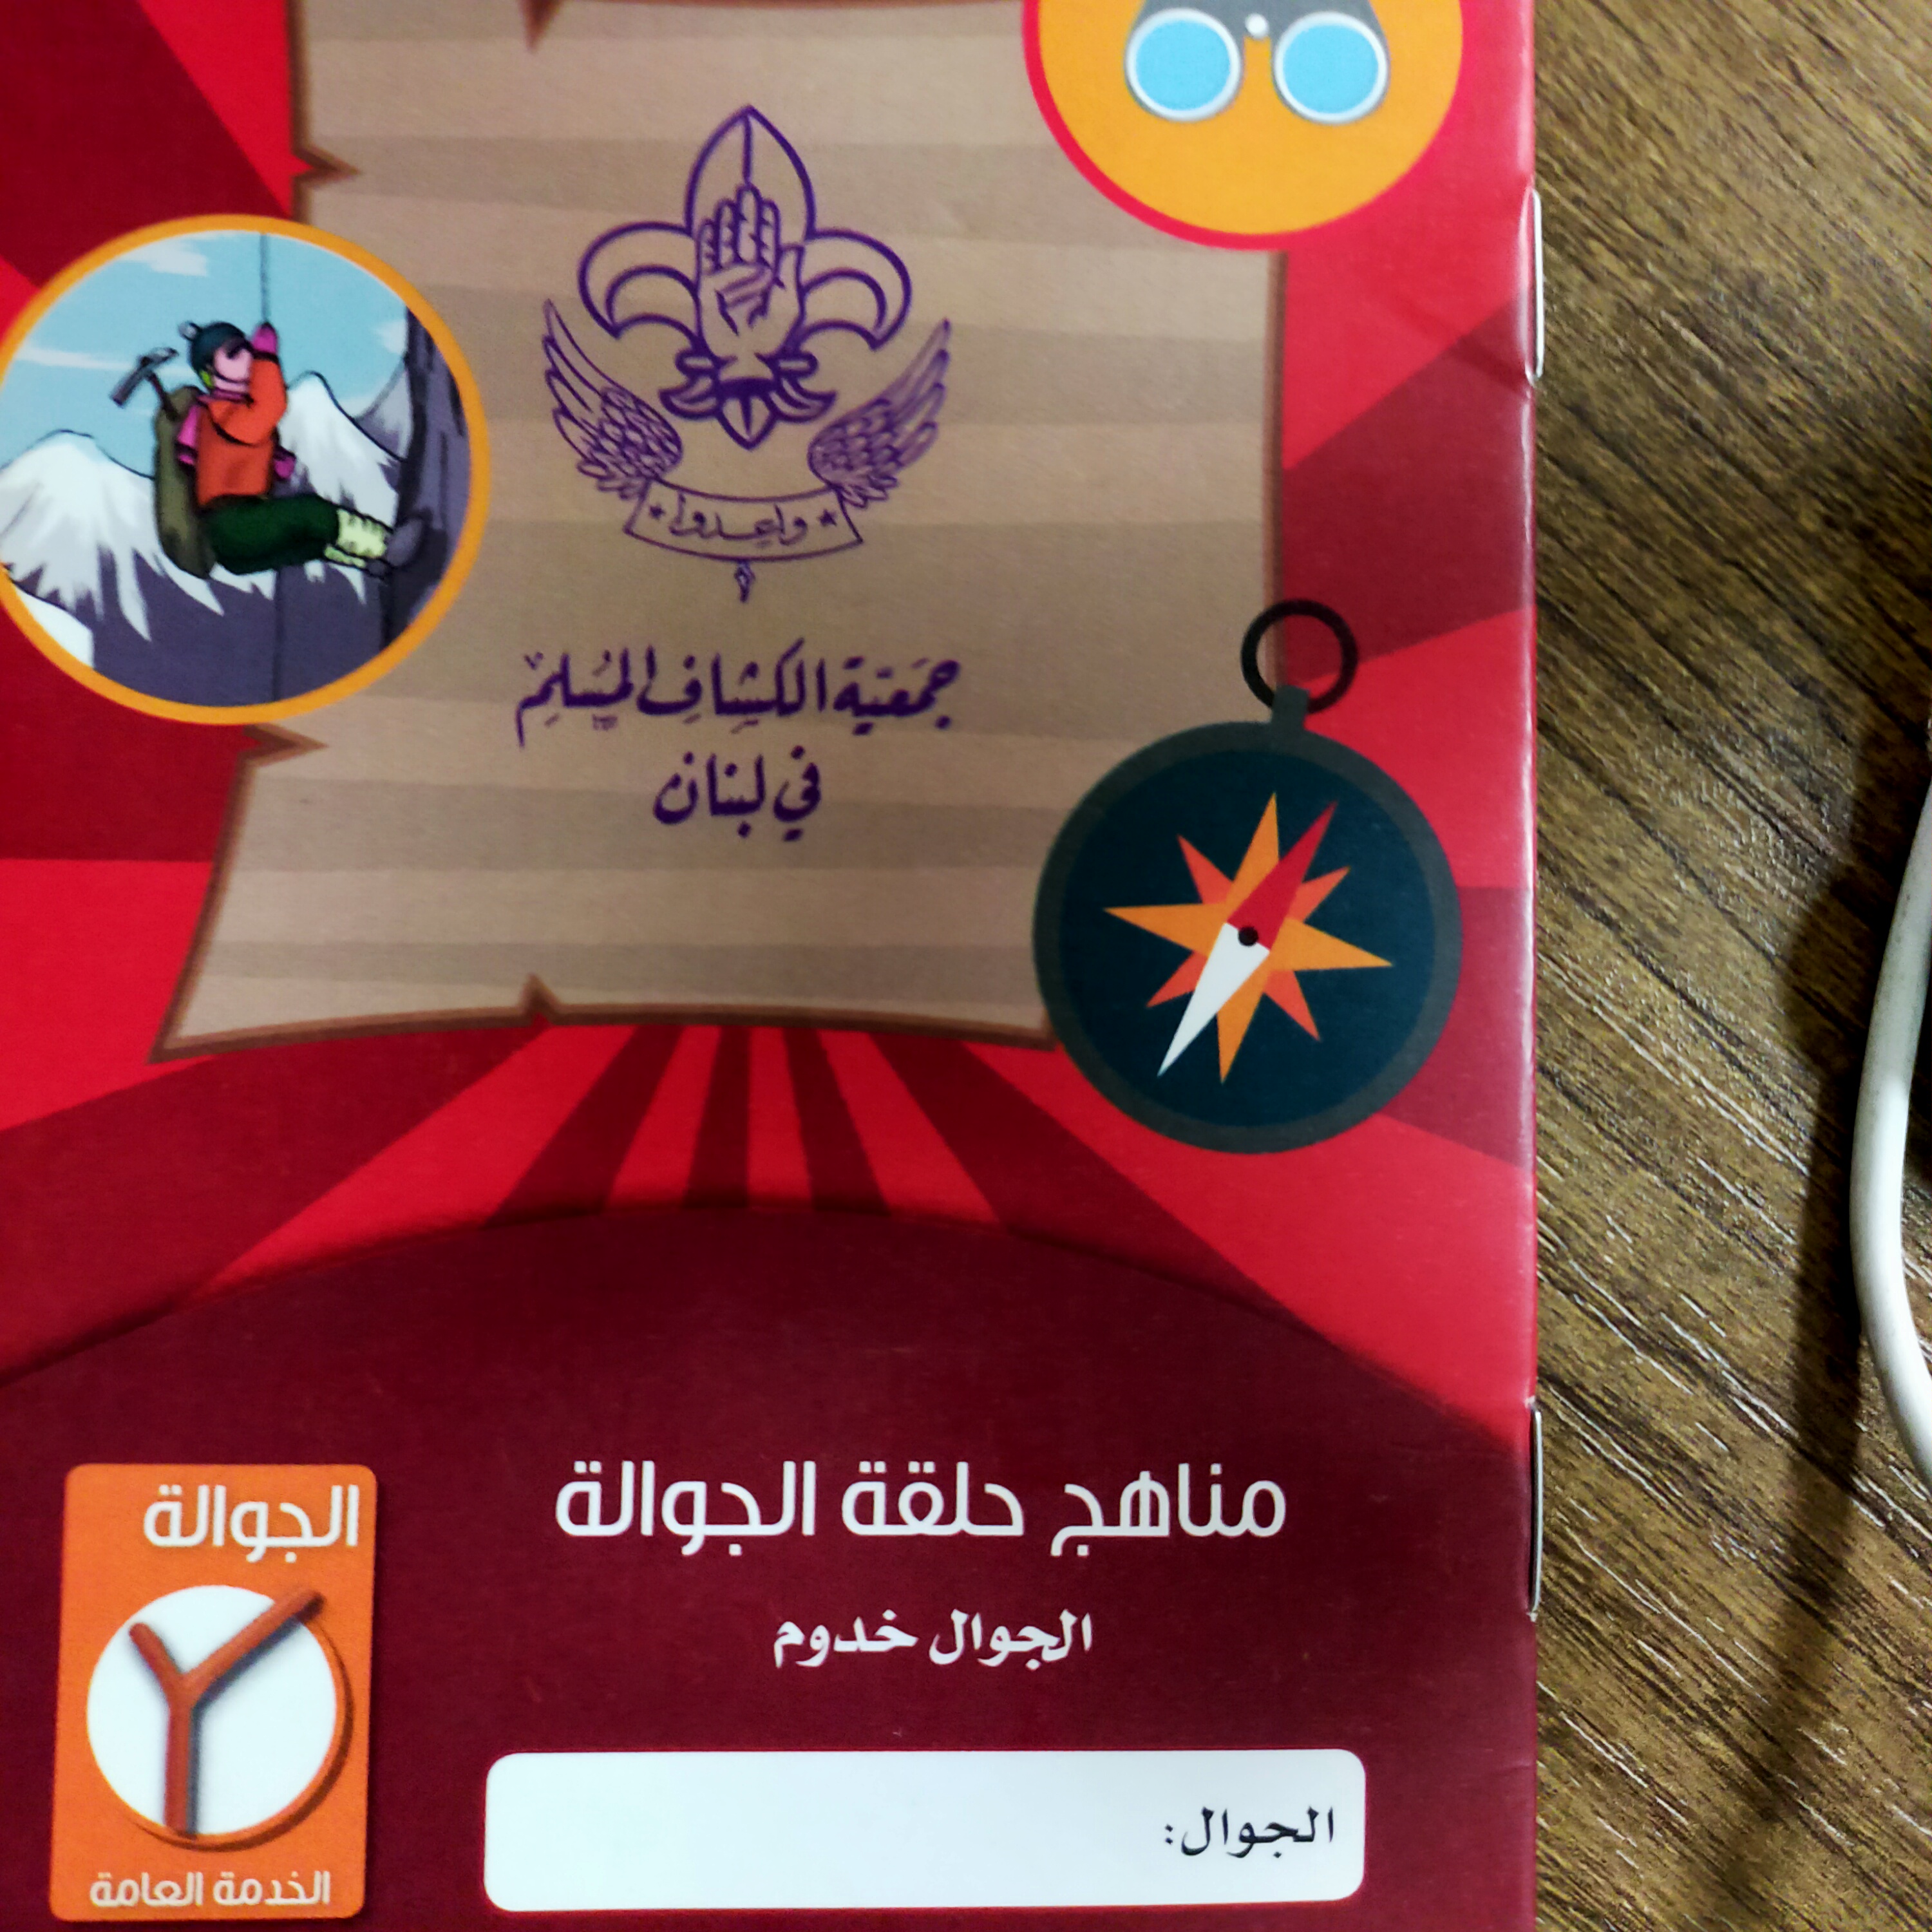 واعدوا
جمعية الكشاف المسلم
في لبنان
مناهج حلقة الجوالة
الجوال خدوم
الجوال:
الجوالة
الخدمة العامة